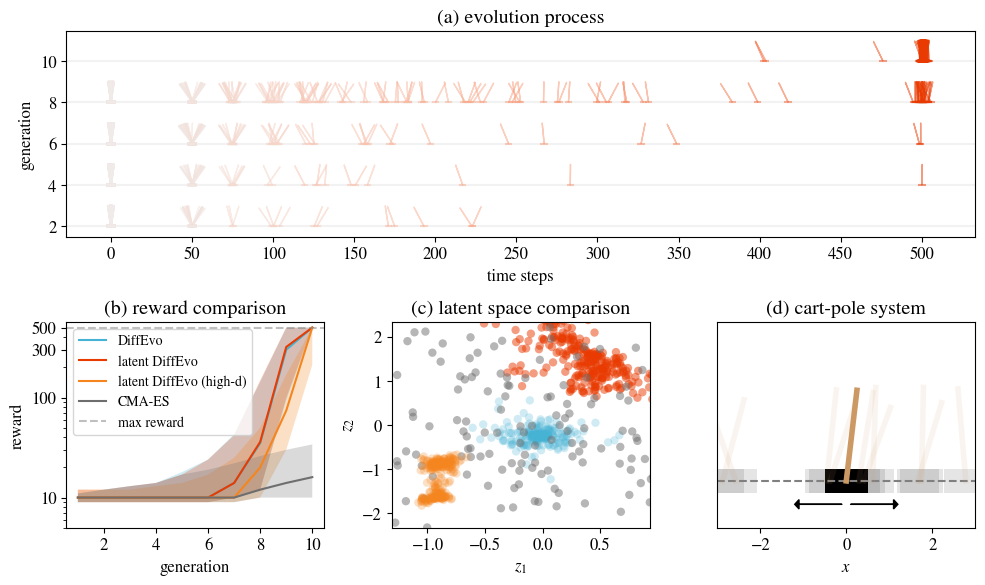 (a) evolution process
generation
10
8
6
4
2
0 50 100 150 200 250 300 350 400 450 500
time steps
(b) reward comparison
reward
500
300
100
10
DiffEvo
latent DiffEvo
latent DiffEvo (high-d)
CMA-ES
max reward
2 4 6 8 10
generation
(c) latent space comparison
z2
2
1
0
−1
−2
−1.0 −0.5 0.0 0.5
z1
(d) cart-pole system
−2 0 2
x